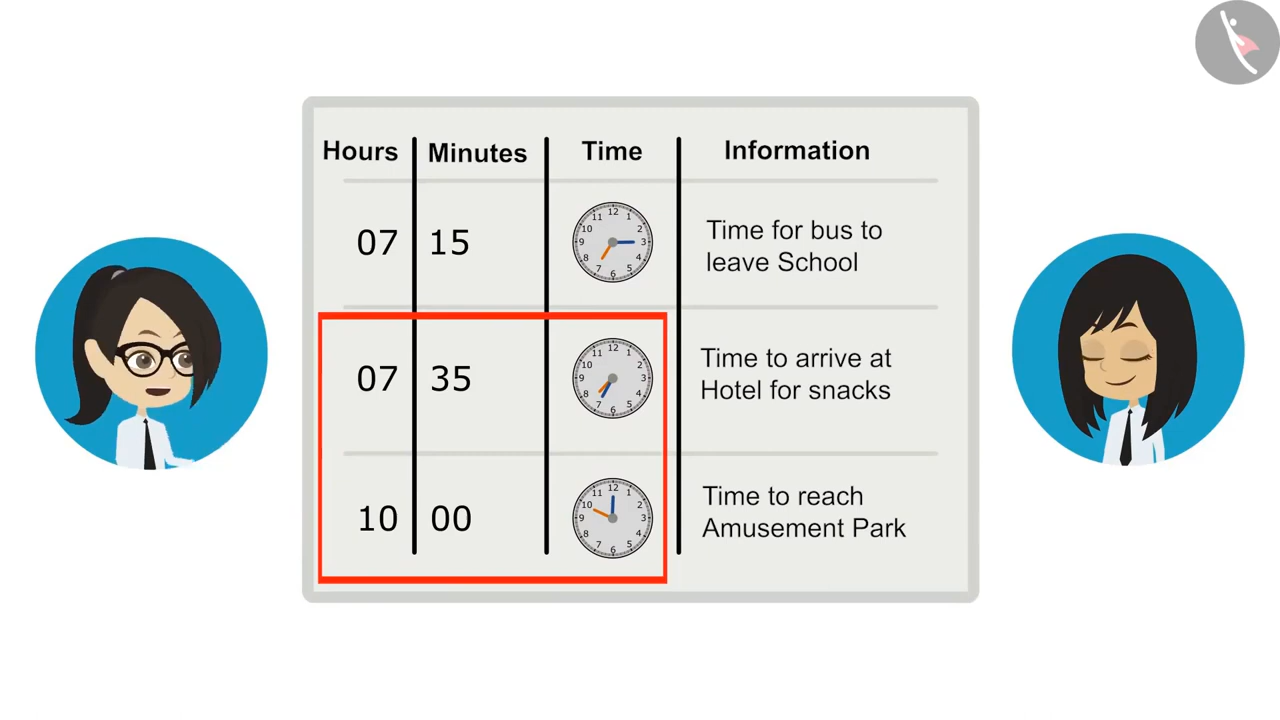 Hours Minutes Time Information
07 15 Time for bus to
leave School
07 35 Time to arrive at
Hotel for snacks
10 00 Time to reach
Amusement Park